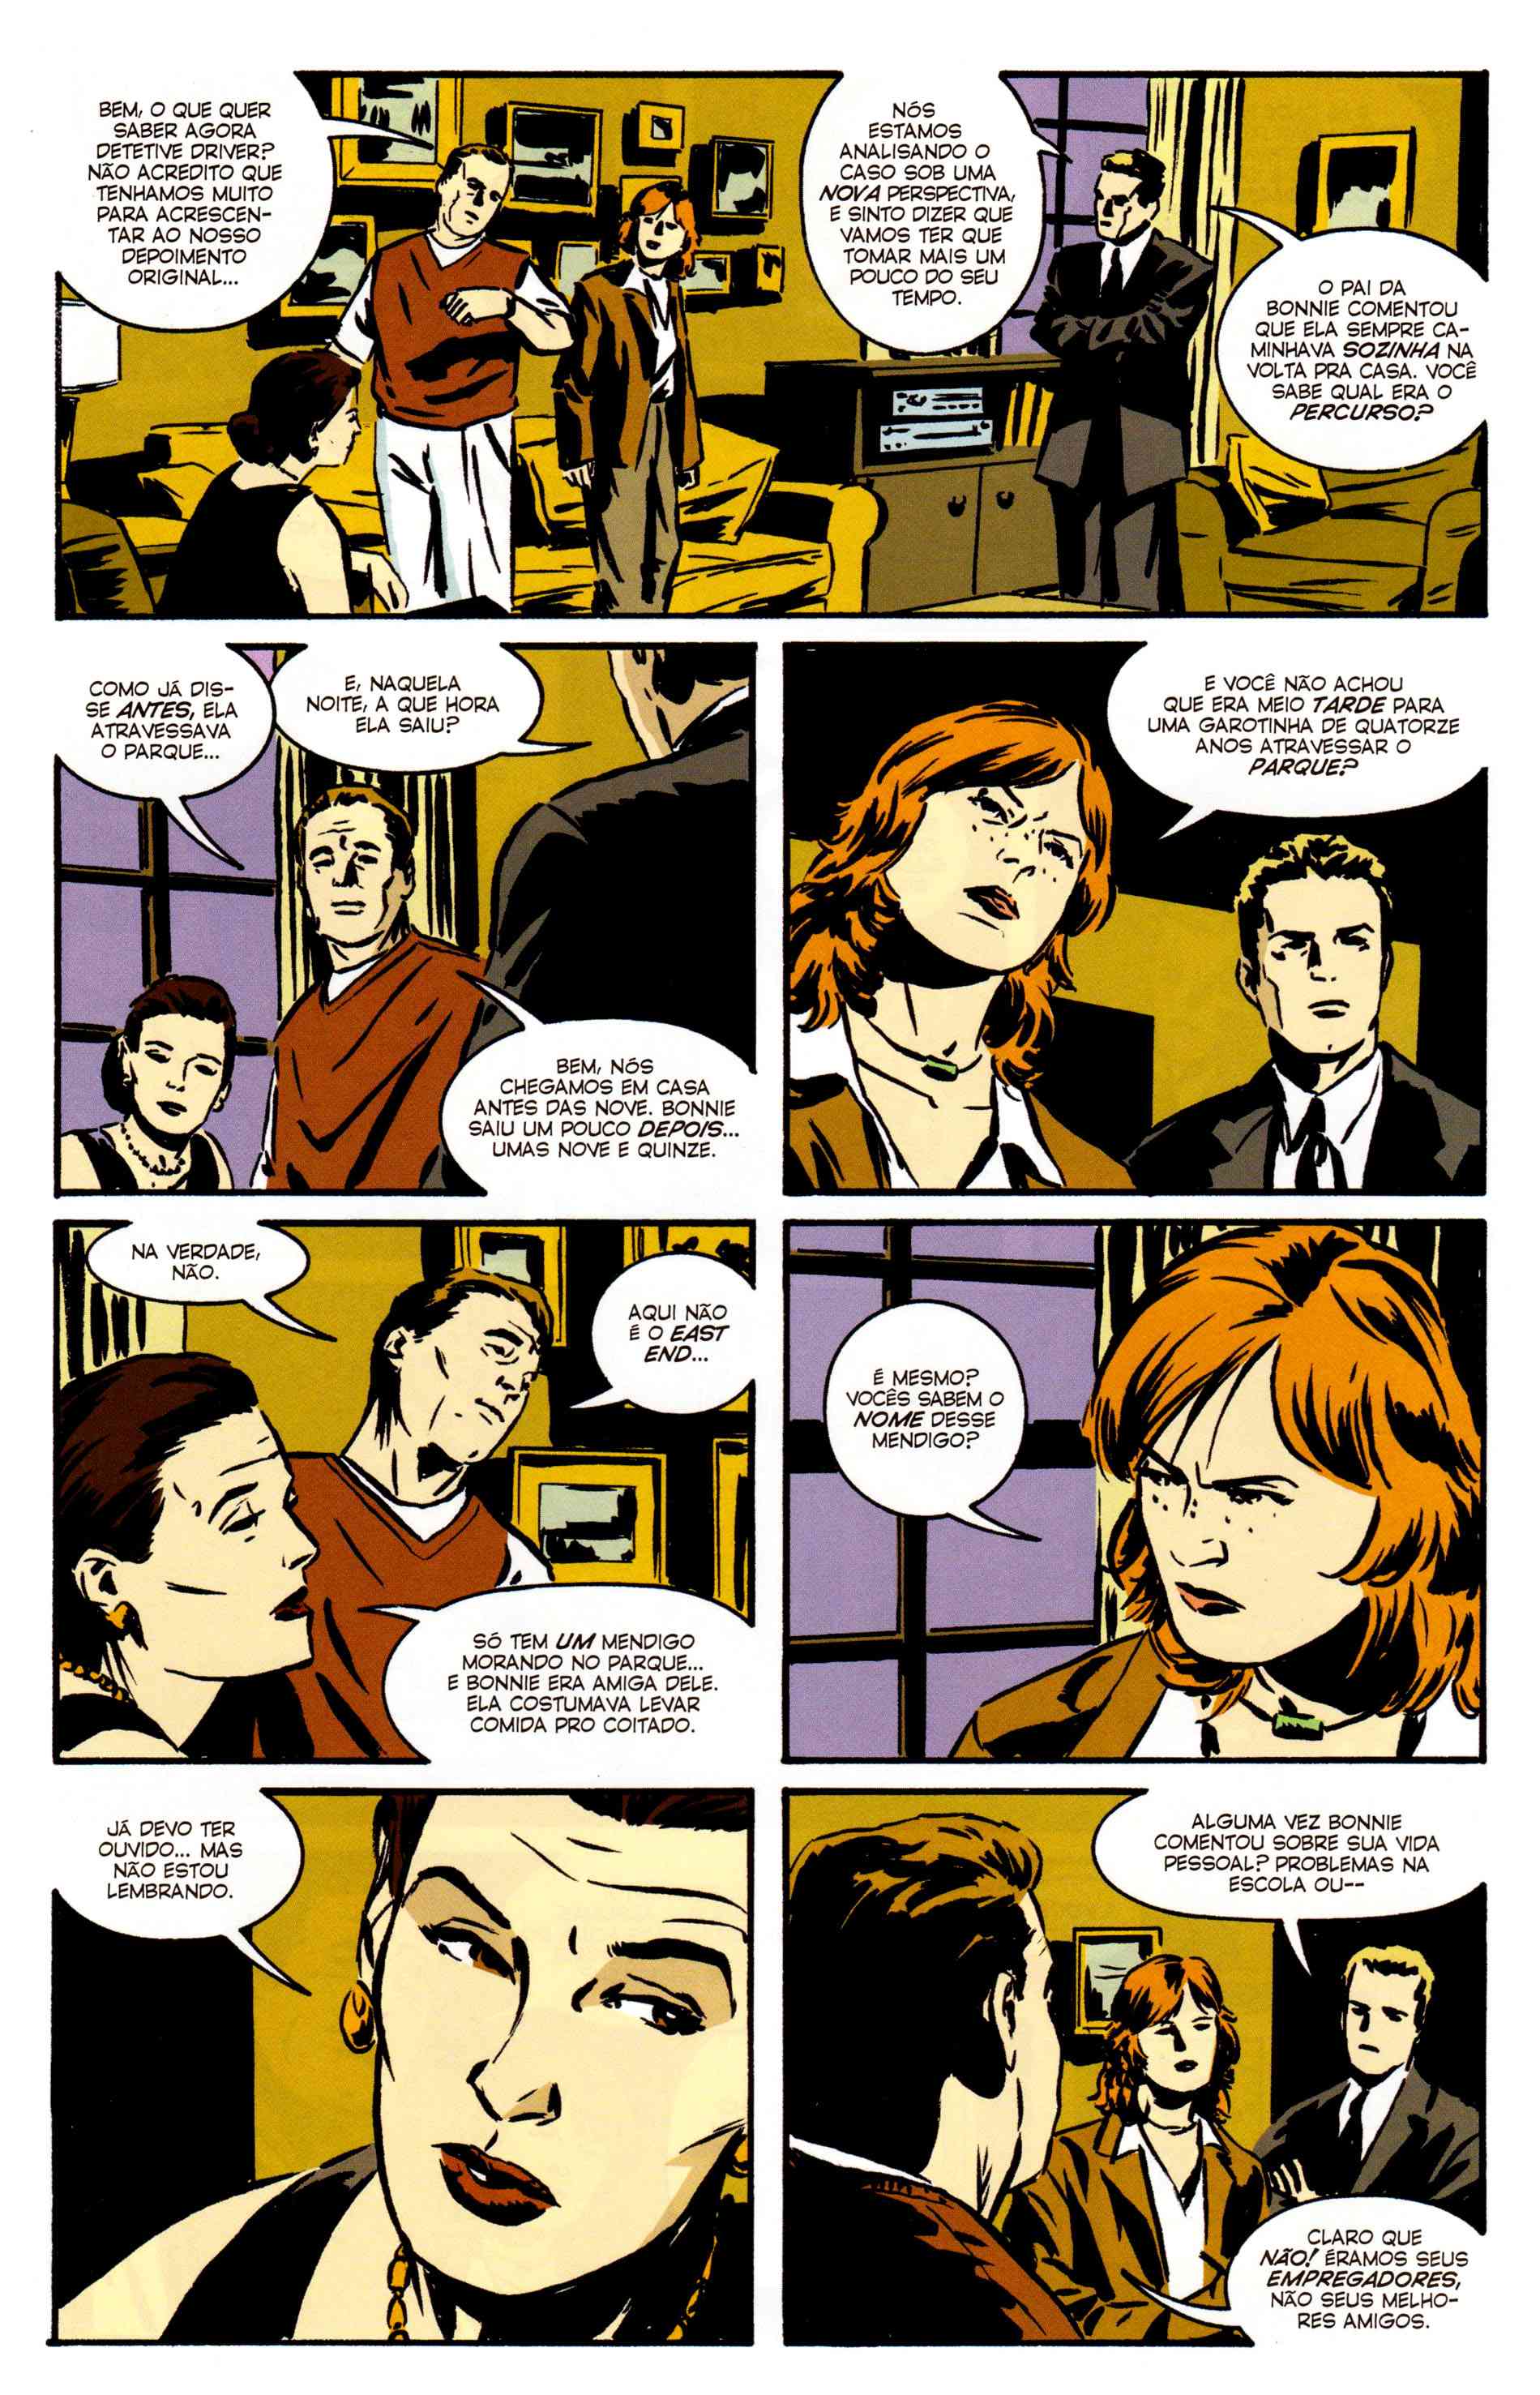 BEM, O QUE QUER
SABER AGORA
DETETIVE DRIVER?
NÃO ACREDITO QUE
TENHAMOS MUITO
PARA ACRESCEN-
TAR AO NOSSO
DEPOIMENTO
ORIGINAL...
NÓS
ESTAMOS
ANALISANDO O
CASO SOB UMA
NOVA PERSPECTIVA,
E SINTO DIZER QUE
VAMOS TER QUE
TOMAR MAIS UM
POUCO DO SEU
TEMPO.
O PAI DA
BONNIE COMENTOU
QUE ELA SEMPRE CA-
MINHAVA SOZINHA NA
VOLTA PRA CASA. VOCÊ
SABE QUAL ERA O
PERCURSO?
COMO JÁ DIS-
SE ANTES, ELA
ATRAVESSAVA
O PARQUE...
E, NAQUELA
NOITE, A QUE HORA
ELA SAIU?
BEM, NÓS
CHEGAMOS EM CASA
ANTES DAS NOVE. BONNIE
SAIU UM POUCO DEPOIS...
UMAS NOVE E QUINZE.
E VOCÊ NÃO ACHOU
QUE ERA MEIO TARDE PARA
UMA GAROTINHA DE QUATORZE
ANOS ATRAVESSAR O
PARQUE?
NA VERDADE,
NÃO.
AQUI NÃO
É O EAST
END...
SÓ TEM UM MENDIGO
MORANDO NO PARQUE...
E BONNIE ERA AMIGA DELE.
ELA COSTUMAVA LEVAR
COMIDA PRO COITADO.
É MESMO?
VOCÊS SABEM O
NOME DESSE
MENDIGO?
JÁ DEVO TER
OUVIDO... MAS
NÃO ESTOU
LEMBRANDO.
ALGUMA VEZ BONNIE
COMENTOU SOBRE SUA VIDA
PESSOAL? PROBLEMAS NA
ESCOLA OU--
CLARO QUE
NÃO! ÉRAMOS SEUS
EMPREGADORES,
NÃO SEUS MELHO-
RES AMIGOS.